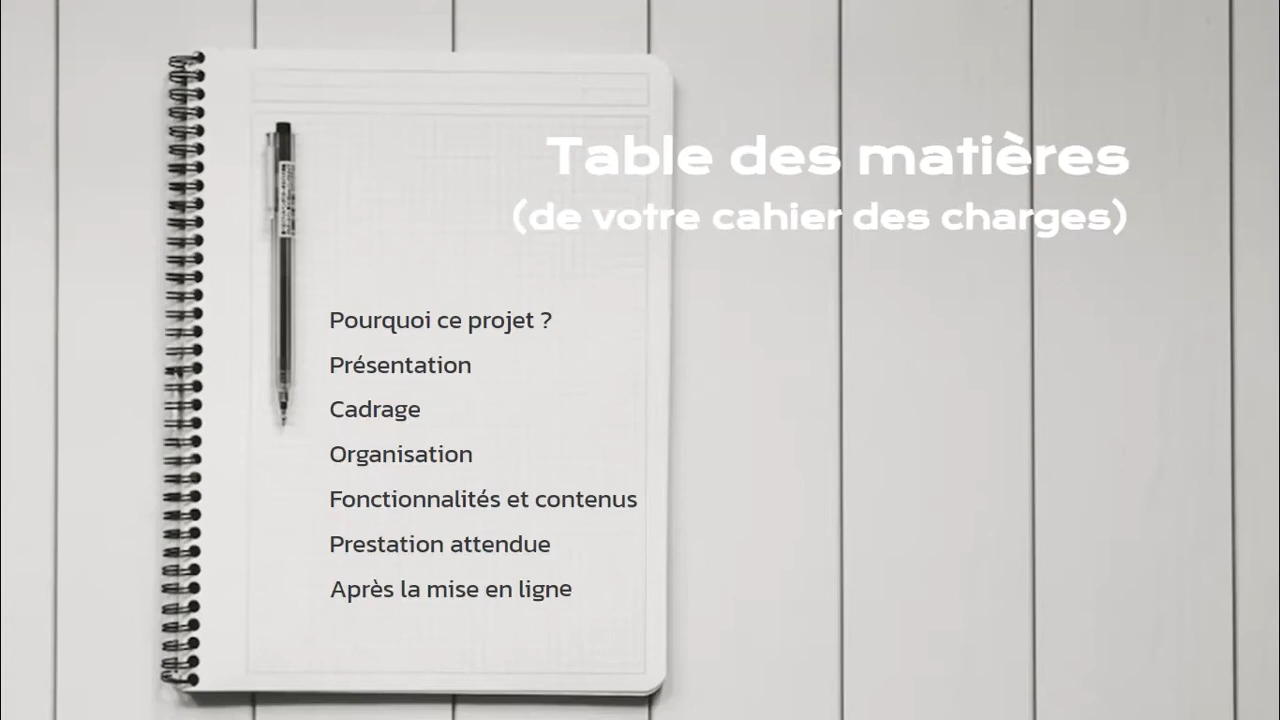 Table des matières
(de votre cahier des charges)
Pourquoi ce projet ?
Présentation
Cadrage
Organisation
Fonctionnalités et contenus
Prestation attendue
Après la mise en ligne